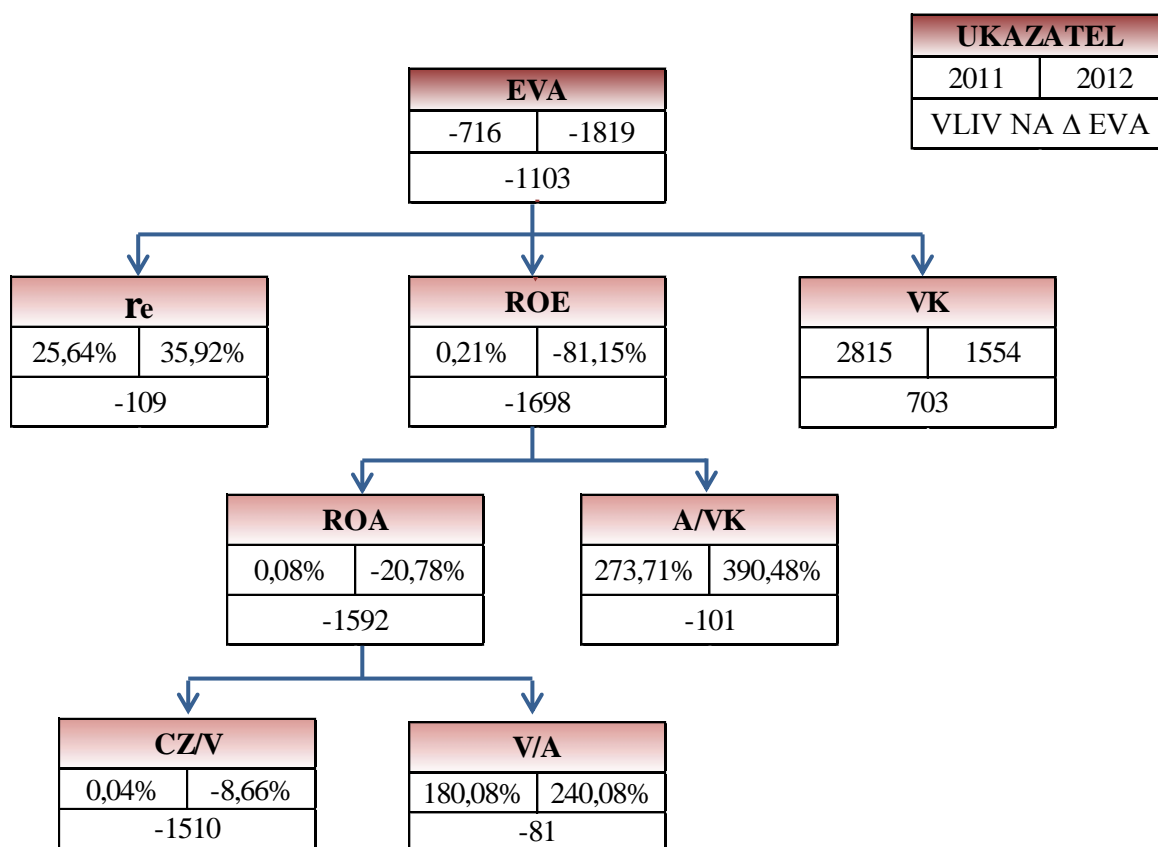 UKAZATEL
2011 2012
VLIV NA Δ EVA
EVA
-716 -1819
-1103
re ROE VK
25,64% 35,92% 0,21% -81,15% 2815 1554
-109 -1698 703
ROA A/VK
0,08% -20,78% 273,71% 390,48%
-1592 -101
CZ/V V/A
0,04% -8,66% 180,08% 240,08%
-1510 -81